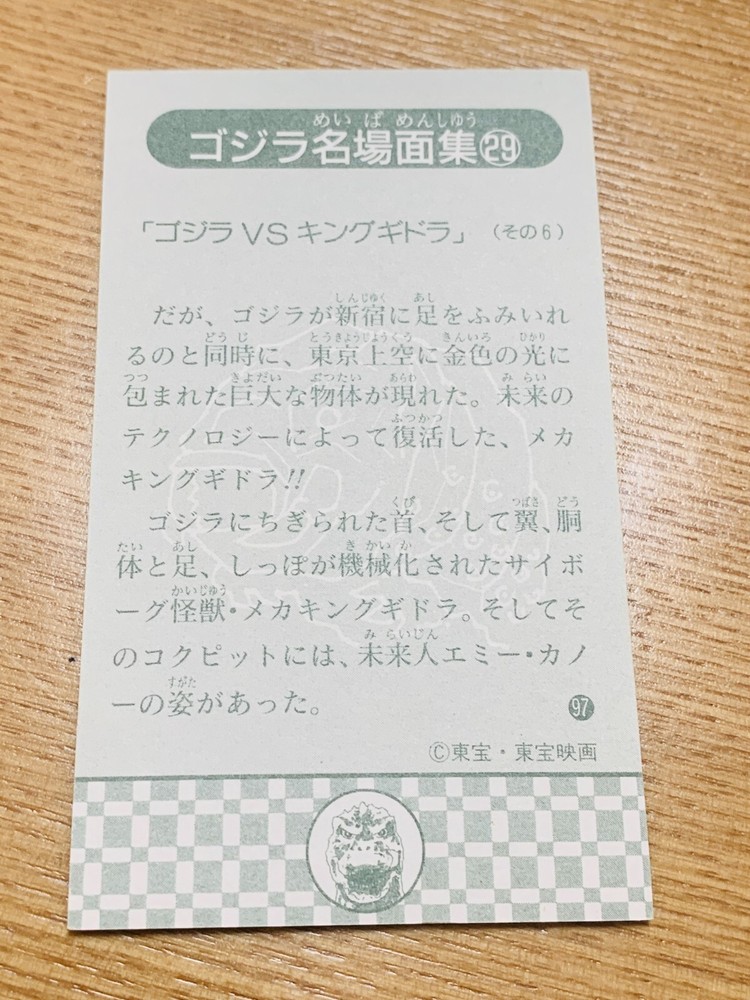 ゴジラ名場面集㉙
「ゴジラVSキングギドラ」（その6）
だが、ゴジラが新宿に足をふみいれ
るのと同時に、東京上空に金色の光に
包まれた巨大な物体が現れた。未来の
テクノロジーによって復活した、メカ
キングギドラ!!
ゴジラにちぎられた首、そして翼、胴
体と足、しっぽが機械化されたサイボ
ーグ怪獣・メカキングギドラ。そしてそ
のコクピットには、未来人エミー・カノ
ーの姿があった。
97
©東宝・東宝映画